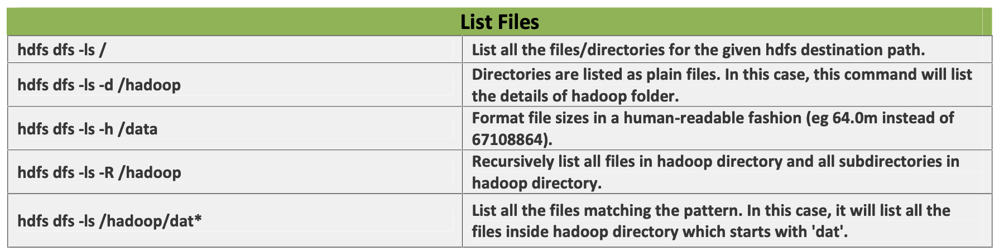 List Files
hdfs dfs -ls /
List all the files/directories for the given hdfs destination path.
hdfs dfs -ls -d /hadoop
Directories are listed as plain files. In this case, this command will list
the details of hadoop folder.
hdfs dfs -ls -h /data
Format file sizes in a human-readable fashion (eg 64.0m instead of
67108864).
hdfs dfs -ls -R /hadoop
Recursively list all files in hadoop directory and all subdirectories in
hadoop directory.
hdfs dfs -ls /hadoop/dat*
List all the files matching the pattern. In this case, it will list all the
files inside hadoop directory which starts with 'dat'.